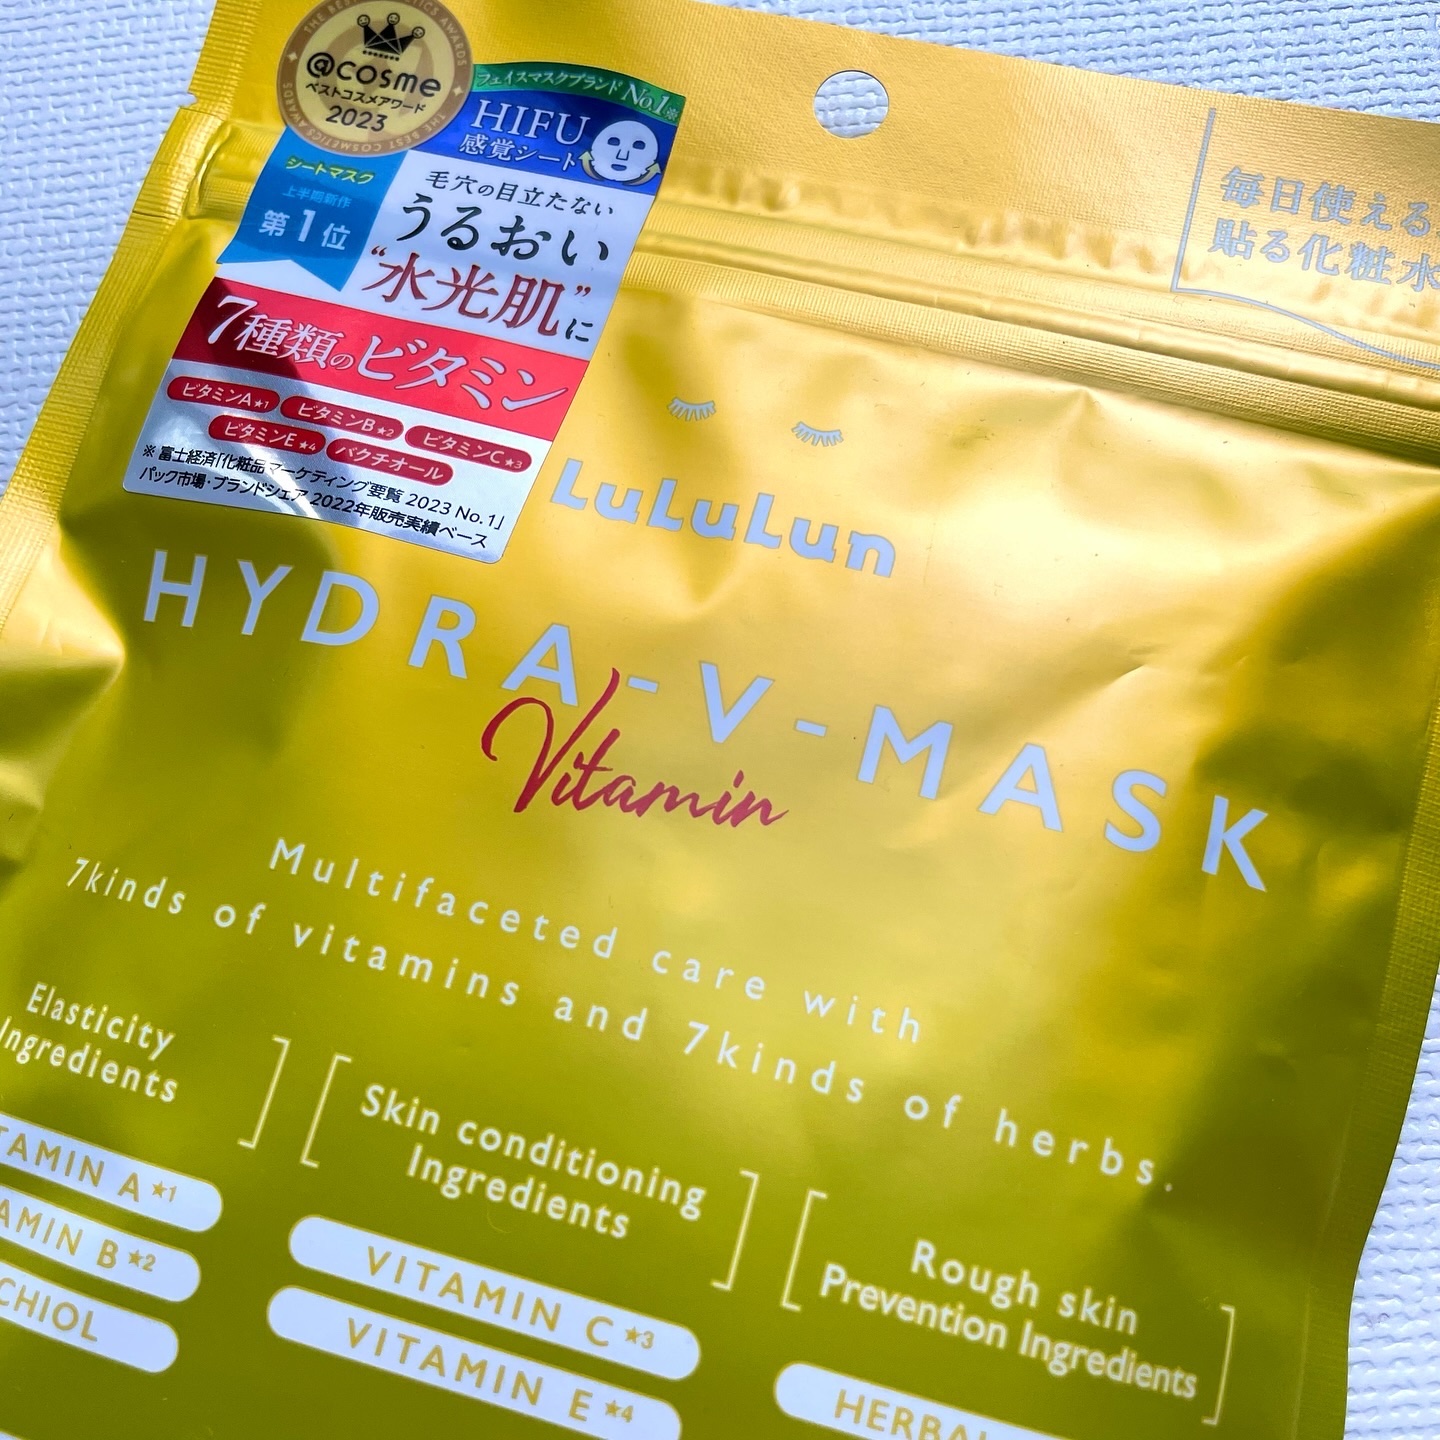 @cosme
ベストコスメアワード
2023
シートマスク
上半期新作
第1位
フェイスマスクブランド No.1※
HIFU
感覚シート
毛穴の目立たない
うるおい
“水光肌”に
7種類のビタミン
ビタミンA★1 ビタミンB★2 ビタミンC★3
ビタミンE★4 バクチオール
※ 富士経済「化粧品マーケティング要覧 2023 No.1」
パック市場・ブランドシェア 2022年販売実績ベース
毎日使える
貼る化粧水
LuLuLun
HYDRA-V-MASK
Vitamin
Multifaceted care with
7kinds of vitamins and 7kinds of herbs.
Elasticity
Ingredients
TAMIN A★1
AMIN B★2
CHIOL
Skin conditioning
Ingredients
VITAMIN C★3
VITAMIN E★4
Rough skin
Prevention Ingredients
HERBAL